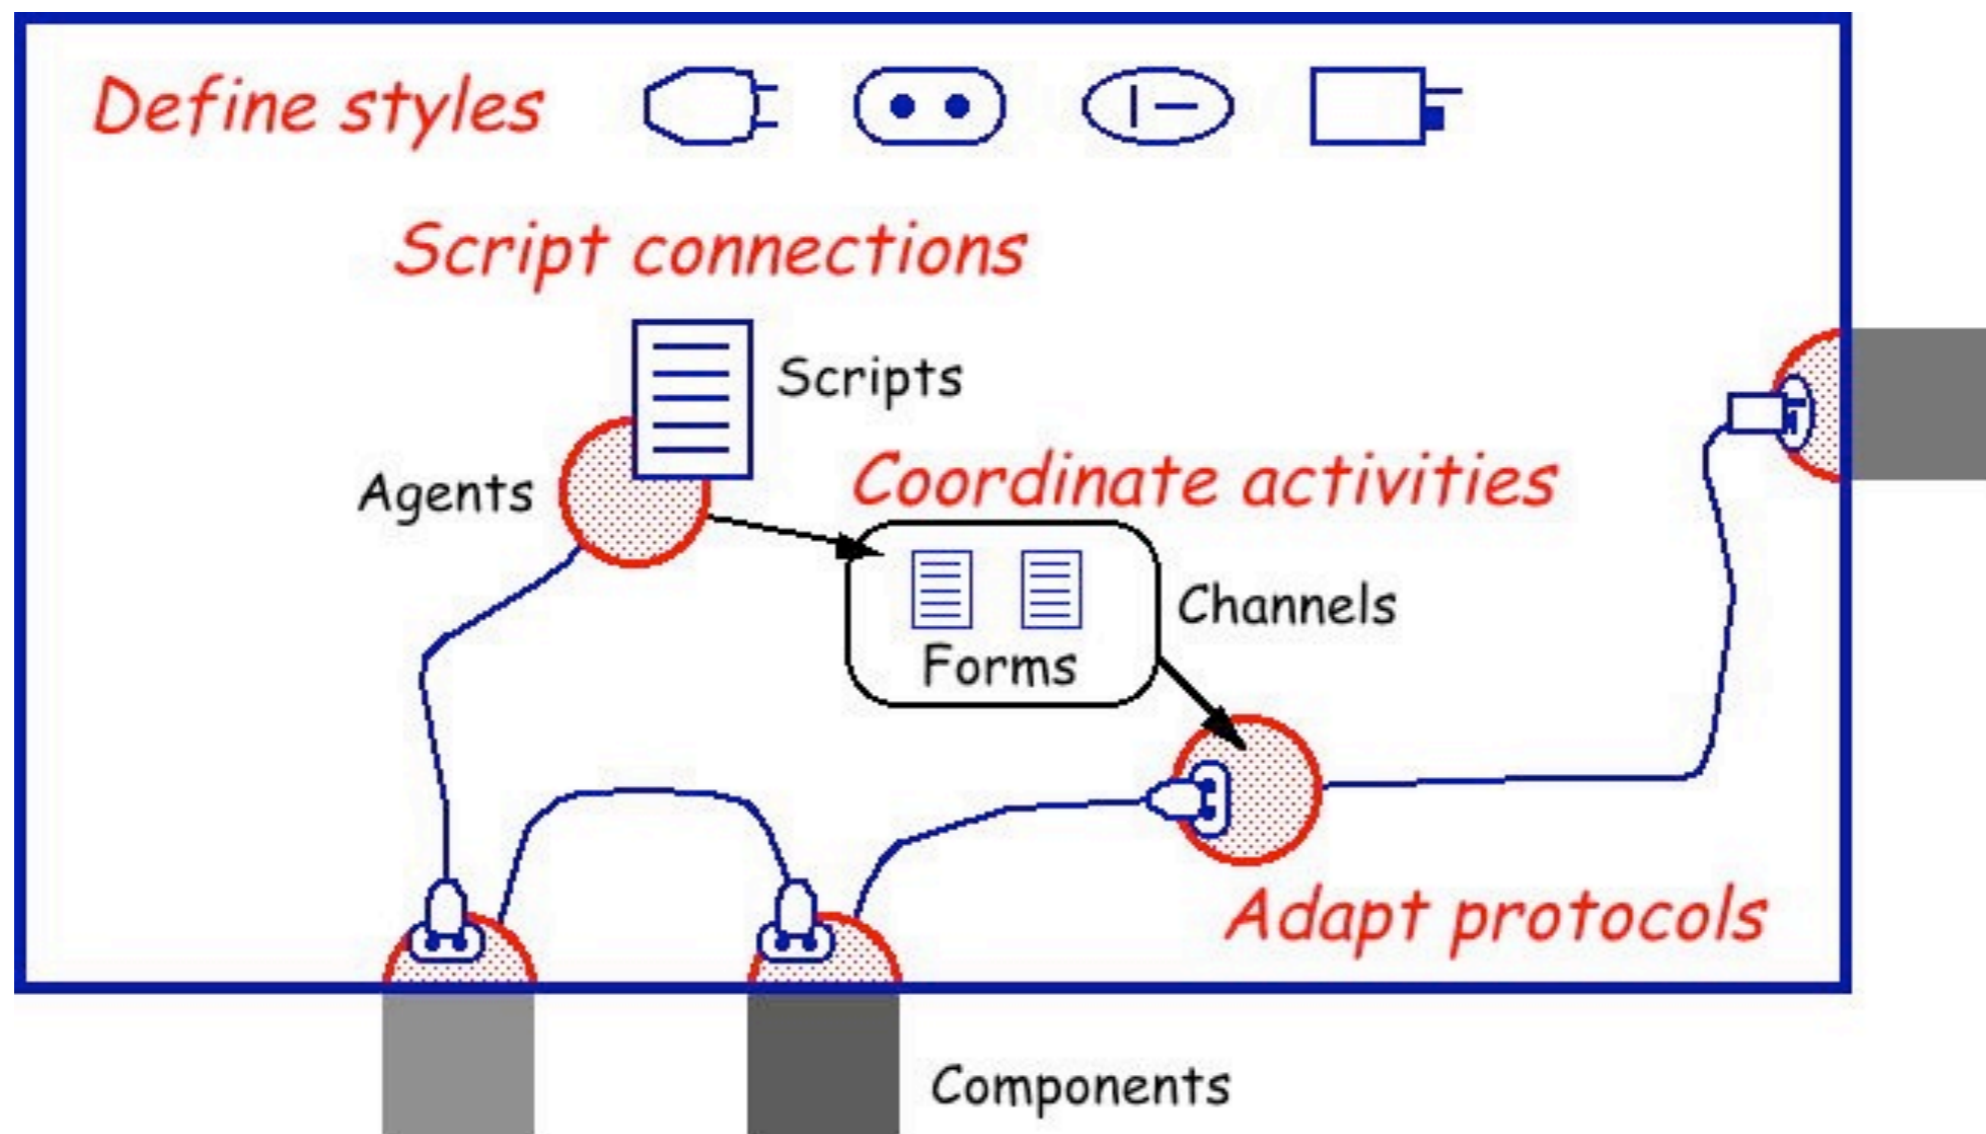 Define styles
Script connections
Scripts
Agents
Coordinate activities
Channels
Forms
Adapt protocols
Components